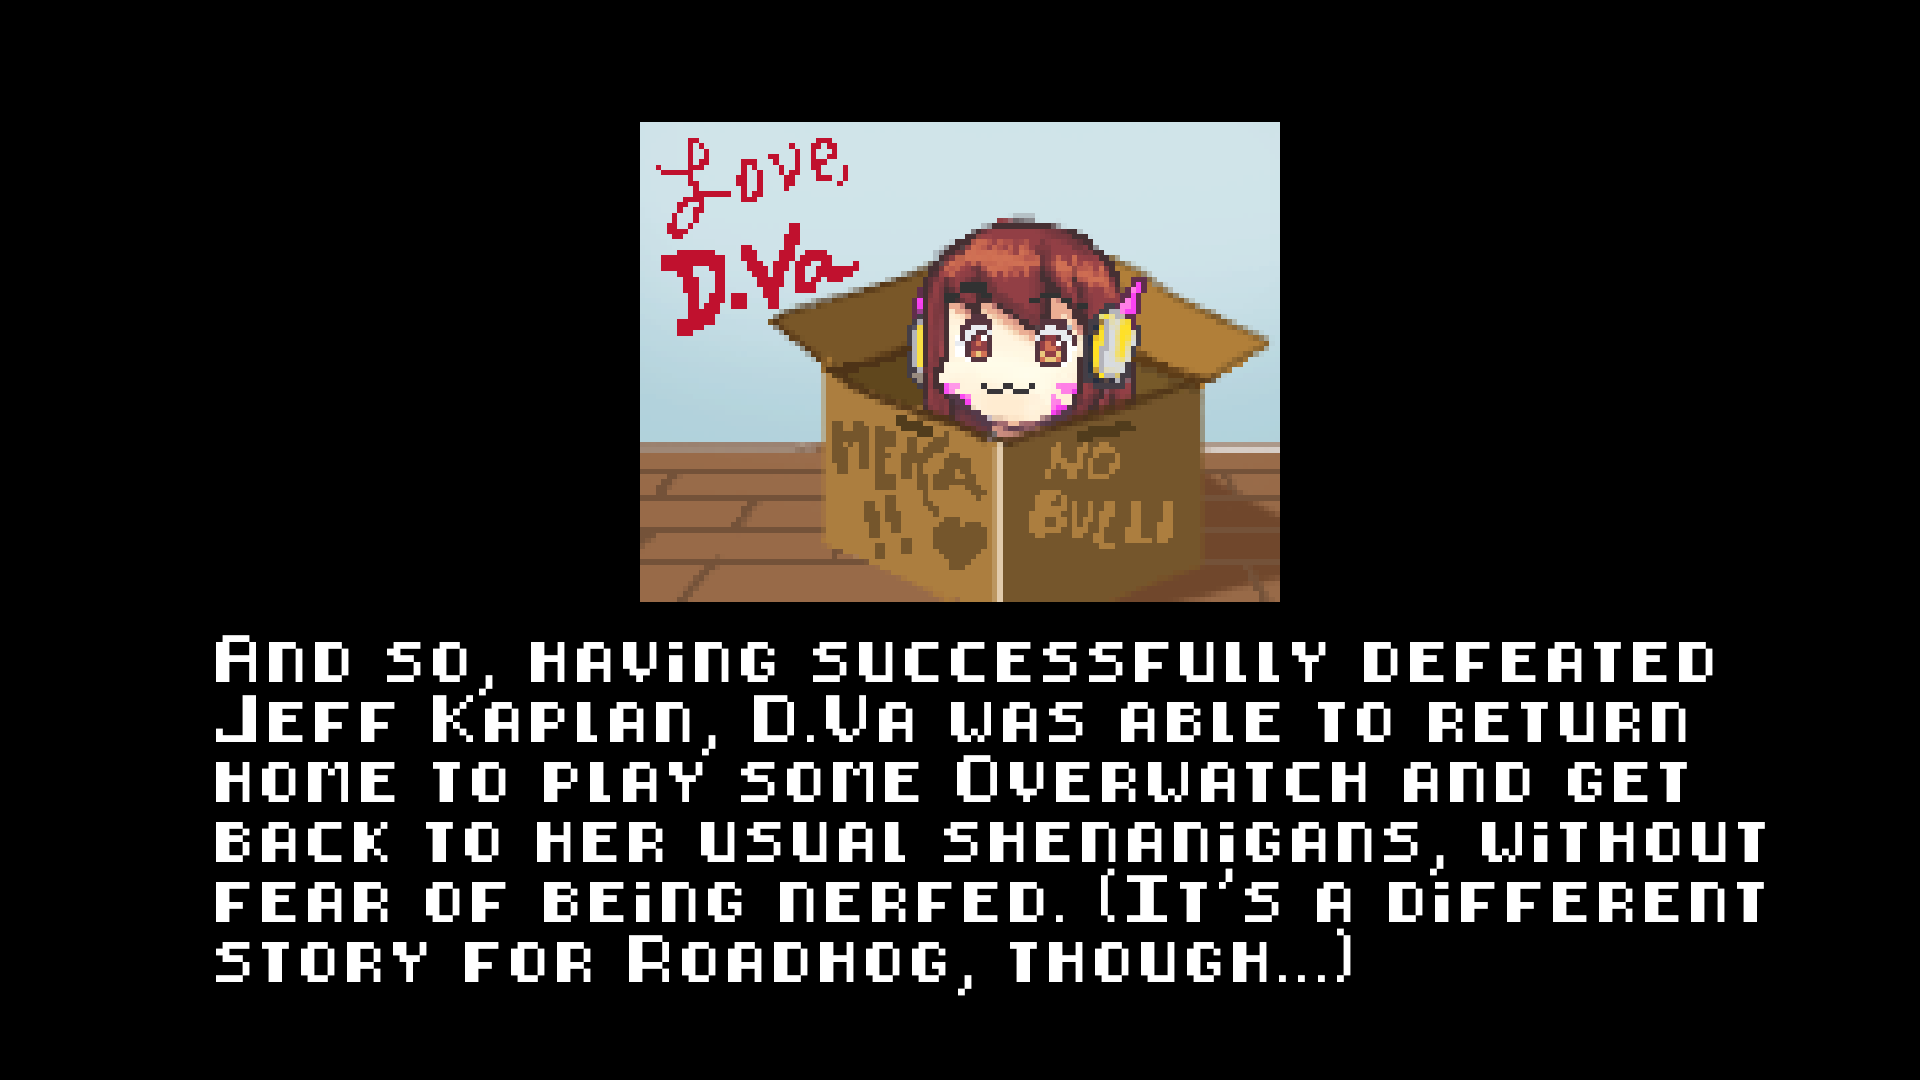 Love,
D.Va
MEKA
!! ♥
NO
BULLI
And so, having successfully defeated
Jeff Kaplan, D.Va was able to return
home to play some Overwatch and get
back to her usual shenanigans, without
fear of being nerfed. (It's a different
story for Roadhog, though...)